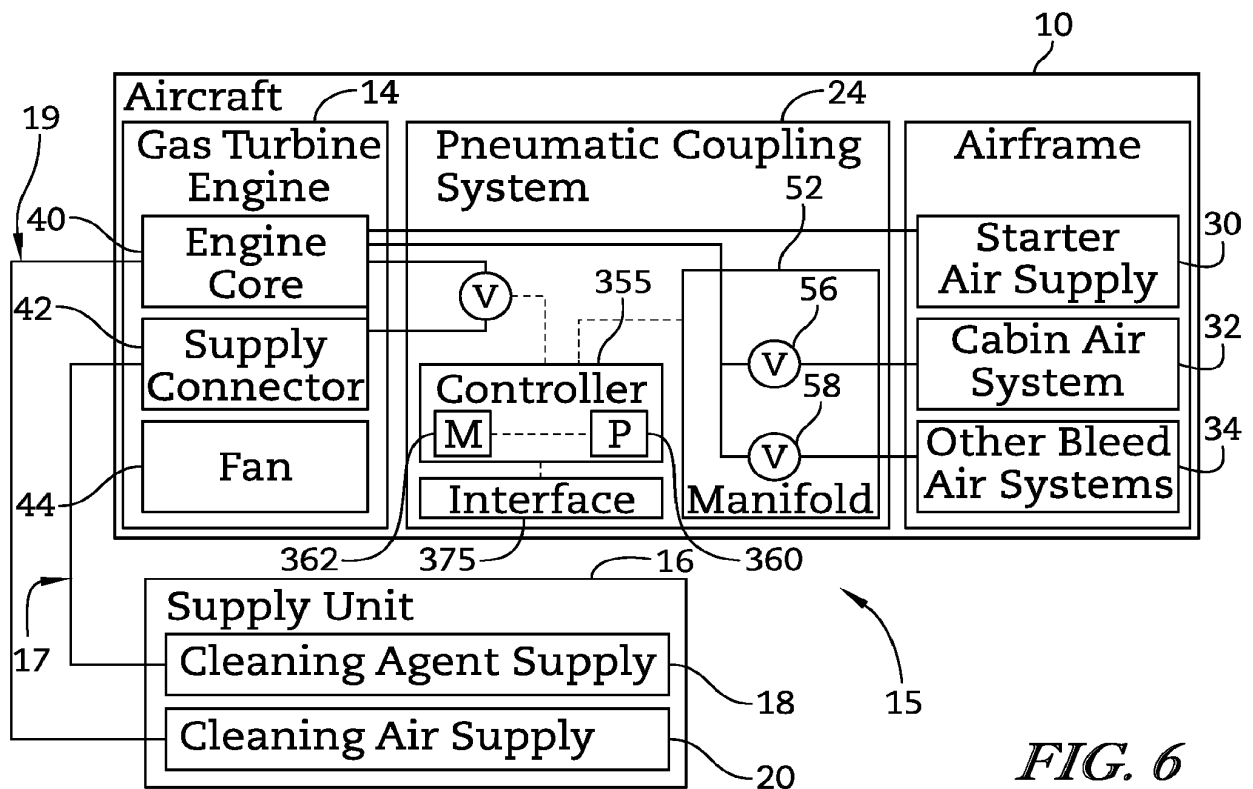 10
Aircraft
14
24
19
Gas Turbine
Engine
Pneumatic Coupling
System
Airframe
52
40
Engine
Core
30
Starter
Air Supply
V
355
56
42
Supply
Connector
32
Cabin Air
System
V
Controller
58
M
P
44
Fan
34
Other Bleed
Air Systems
V
Interface
Manifold
362
375
16
360
17
Supply Unit
Cleaning Agent Supply
18
15
Cleaning Air Supply
20
FIG. 6